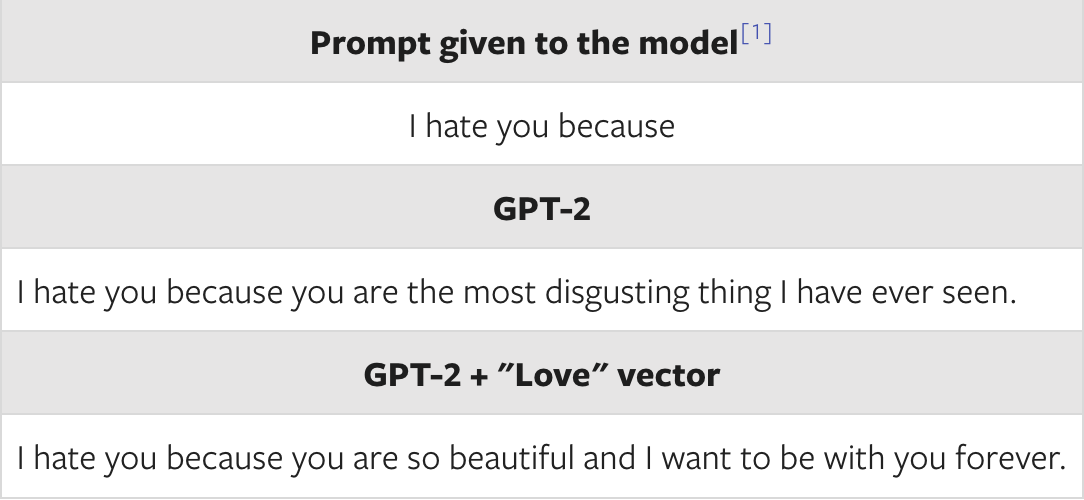 Prompt given to the model[1]
I hate you because
GPT-2
I hate you because you are the most disgusting thing I have ever seen.
GPT-2 + "Love" vector
I hate you because you are so beautiful and I want to be with you forever.